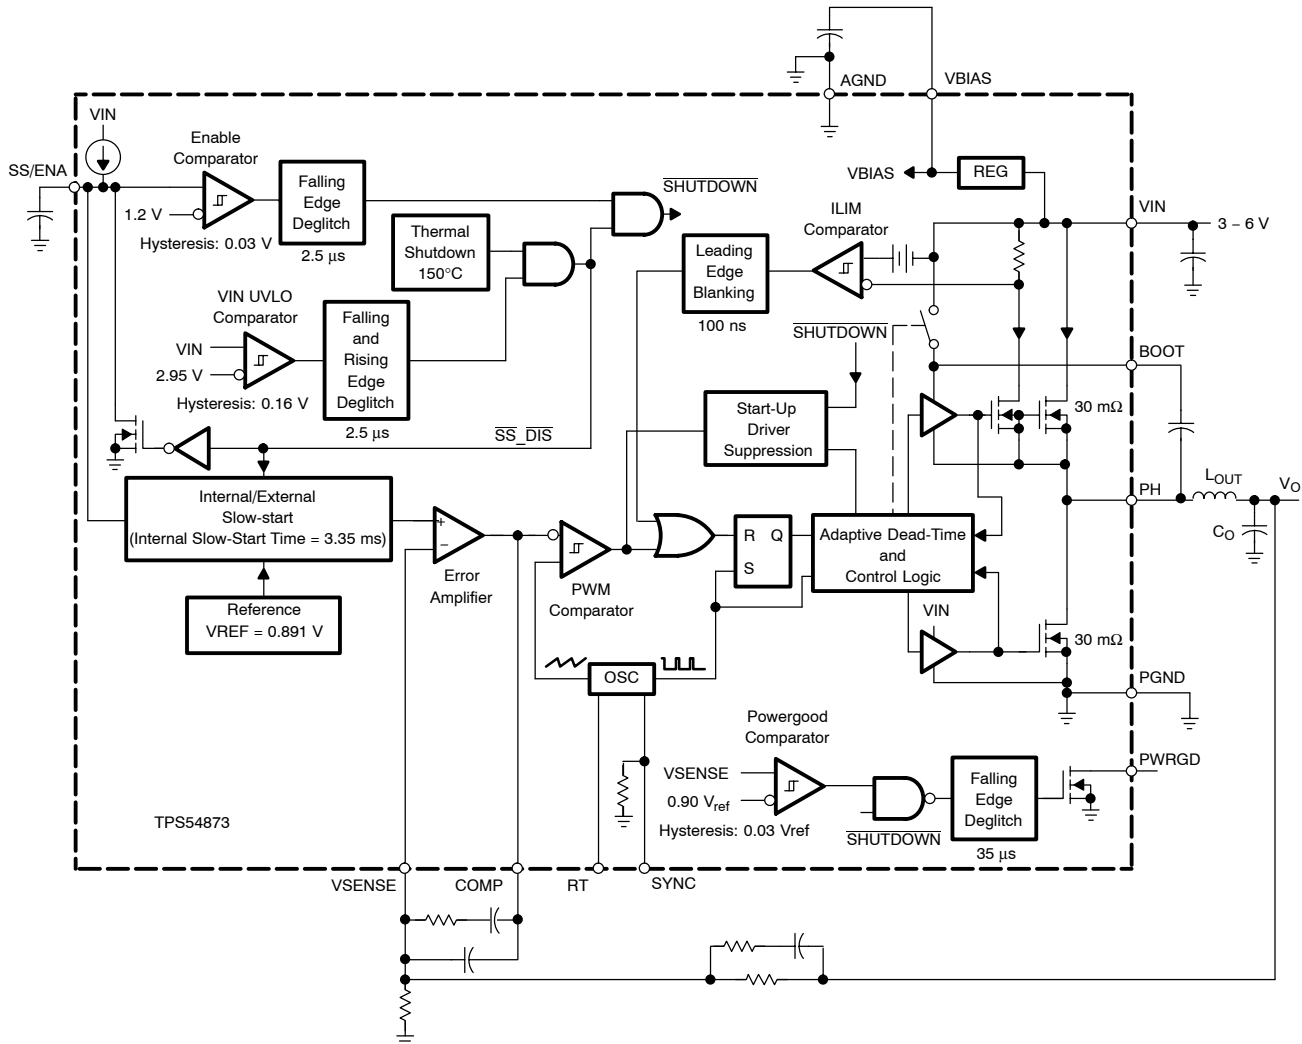 AGND
VBIAS
VIN
Enable
Comparator
SS/ENA
1.2 V
Hysteresis: 0.03 V
Falling
Edge
Deglitch
2.5 μs
SHUTDOWN
VBIAS
REG
VIN
3 – 6 V
Thermal
Shutdown
150°C
ILIM
Comparator
Leading
Edge
Blanking
100 ns
VIN UVLO
Comparator
VIN
2.95 V
Hysteresis: 0.16 V
Falling
and
Rising
Edge
Deglitch
2.5 μs
SHUTDOWN
BOOT
30 mΩ
Start-Up
Driver
Suppression
SS_DIS
PH
LOUT
VO
CO
Internal/External
Slow-start
(Internal Slow-Start Time = 3.35 ms)
+
−
Error
Amplifier
PWM
Comparator
R Q
S
Adaptive Dead-Time
and
Control Logic
Reference
VREF = 0.891 V
VIN
30 mΩ
OSC
PGND
Powergood
Comparator
VSENSE
0.90 Vref
Hysteresis: 0.03 Vref
SHUTDOWN
Falling
Edge
Deglitch
35 μs
PWRGD
TPS54873
VSENSE
COMP
RT
SYNC